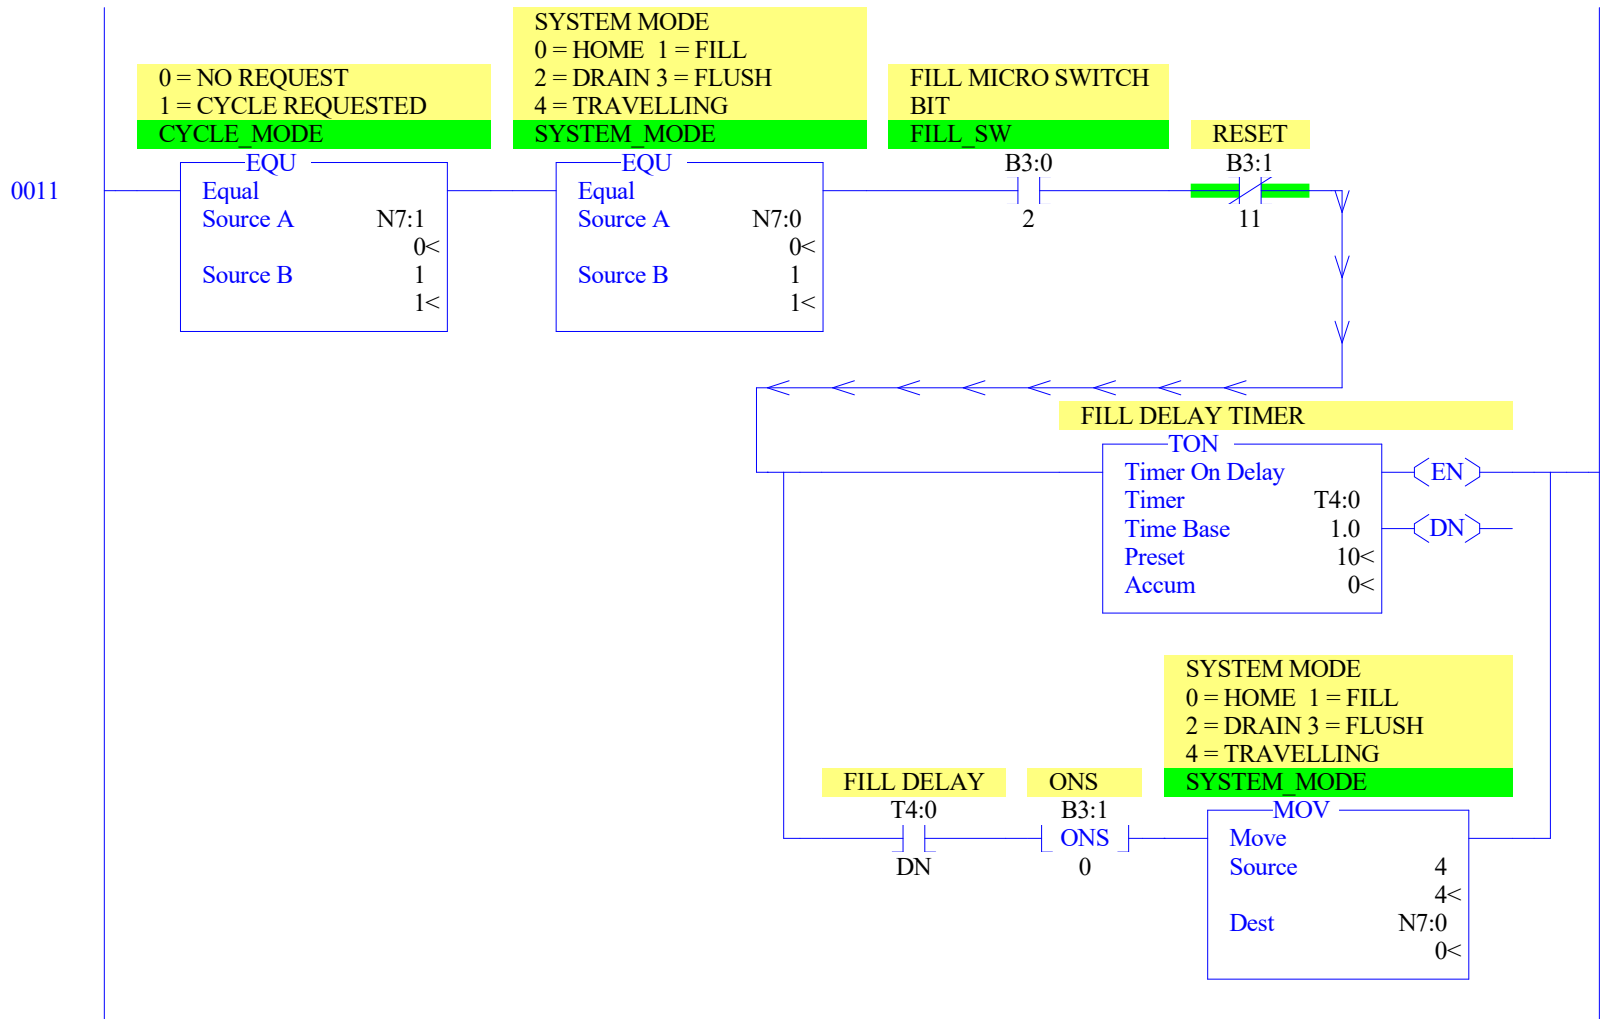 SYSTEM MODE
0 = HOME 1 = FILL
0 = NO REQUEST
2 = DRAIN 3 = FLUSH
FILL MICRO SWITCH
1 = CYCLE REQUESTED
4 = TRAVELLING
BIT
CYCLE_MODE
SYSTEM_MODE
FILL_SW
RESET
EQU
EQU
B3:0
B3:1
0011
Equal
Equal
Source A N7:1
Source A N7:0
2
11
0<
0<
Source B 1
Source B 1
1<
1<
FILL DELAY TIMER
TON
Timer On Delay
EN
Timer T4:0
Time Base 1.0
DN
Preset 10<
Accum 0<
SYSTEM MODE
0 = HOME 1 = FILL
2 = DRAIN 3 = FLUSH
4 = TRAVELLING
FILL DELAY
ONS
SYSTEM_MODE
T4:0
B3:1
MOV
ONS
Move
DN
0
Source 4
4<
Dest N7:0
0<